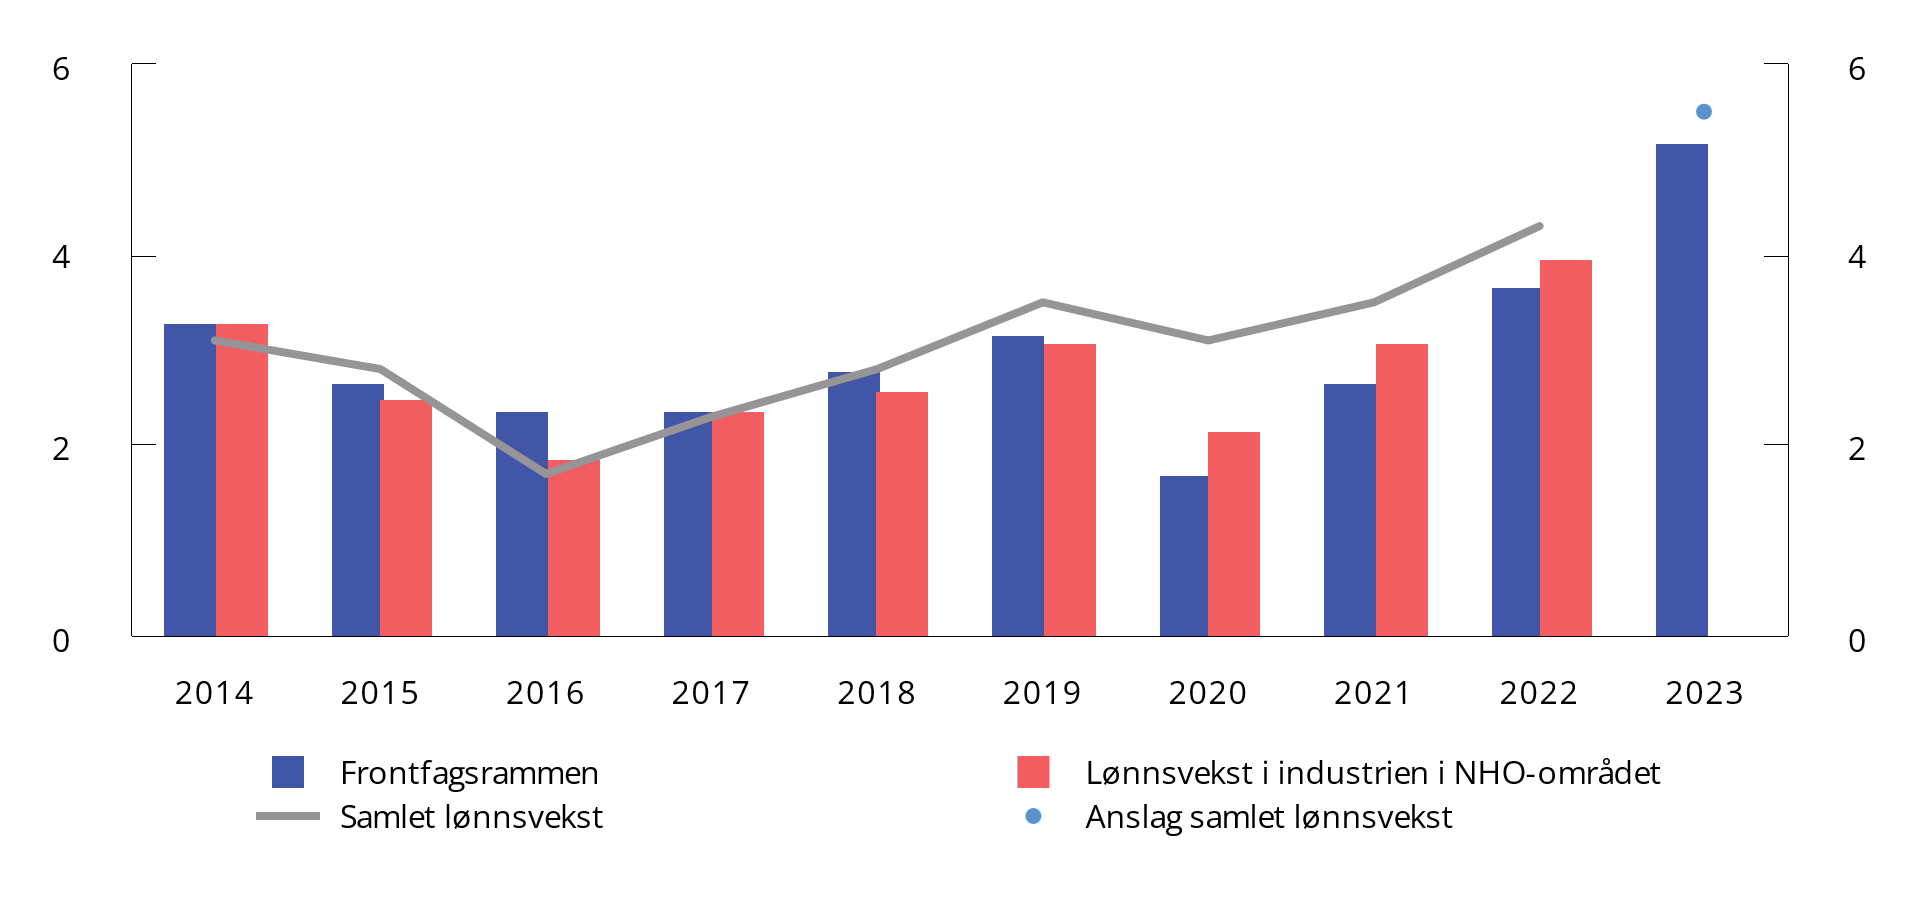 6 6
4 4
2 2
0 0
2014 2015 2016 2017 2018 2019 2020 2021 2022 2023
Frontfagsrammen Lønnsvekst i industrien i NHO-området
Samlet lønnsvekst Anslag samlet lønnsvekst